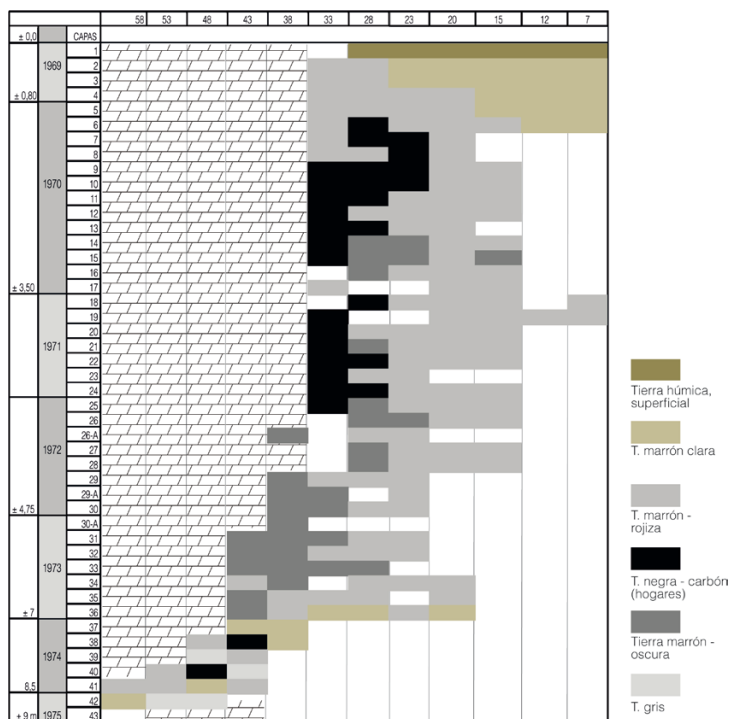 58 53 48 43 38 33 28 23 20 15 12 7
± 0,0 CAPAS
1
1969 2
3
± 0,80 4
5
6
7
8
9
1970 10
11
12
13
14
15
16
± 3,50 17
18
19
20
1971 21
22
23
24
25
26
26-A
1972 27
28
29
29-A
± 4,75 30
30-A
31
32
1973 33
34
35
± 7 36
37
38
1974 39
40
8,5 41
42
± 9 m 1975 43
Tierra húmica,
superficial
T. marrón clara
T. marrón -
rojiza
T. negra - carbón
(hogares)
Tierra marrón -
oscura
T. gris